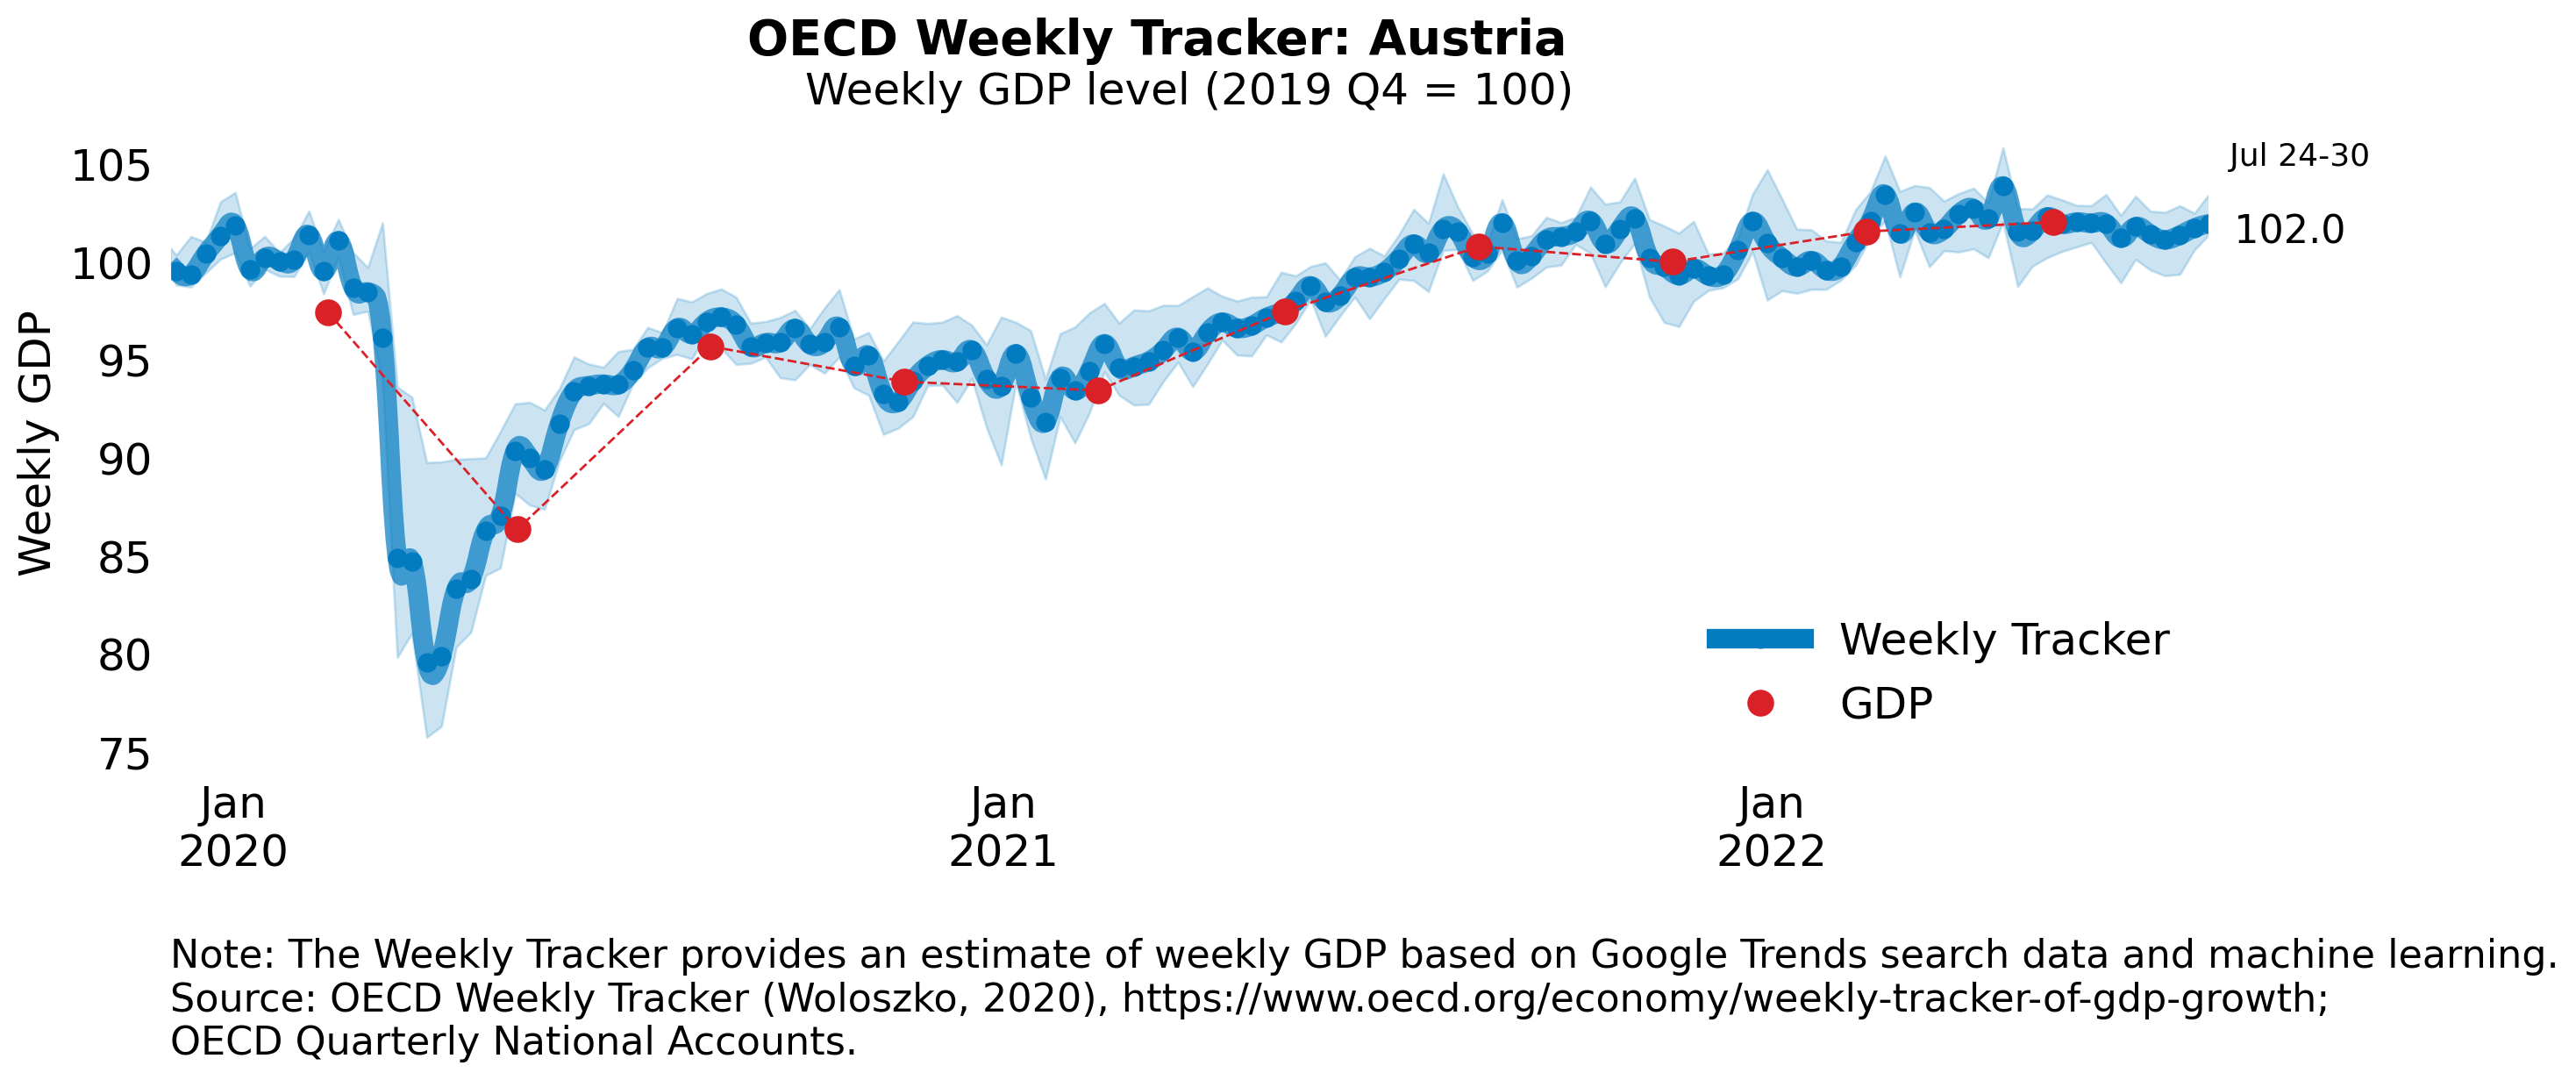 OECD Weekly Tracker: Austria
Weekly GDP level (2019 Q4 = 100)
Weekly GDP
105
100
95
90
85
80
75
Jul 24-30
102.0
Weekly Tracker
GDP
Jan
2020
Jan
2021
Jan
2022
Note: The Weekly Tracker provides an estimate of weekly GDP based on Google Trends search data and machine learning.
Source: OECD Weekly Tracker (Woloszko, 2020), https://www.oecd.org/economy/weekly-tracker-of-gdp-growth;
OECD Quarterly National Accounts.